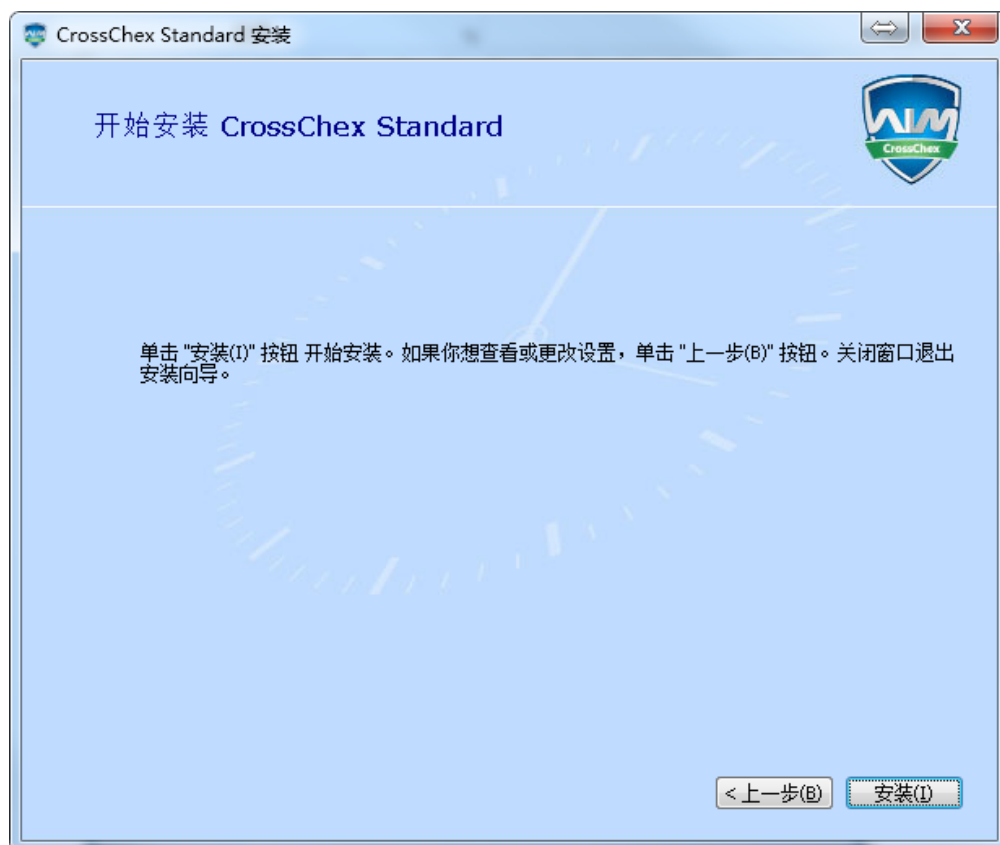 CrossChex Standard 安装
开始安装 CrossChex Standard
AIM
CrossChex
单击 "安装(I)" 按钮 开始安装。如果你想查看或更改设置，单击 "上一步(B)" 按钮。关闭窗口退出
安装向导。
<上一步(B)
安装(I)